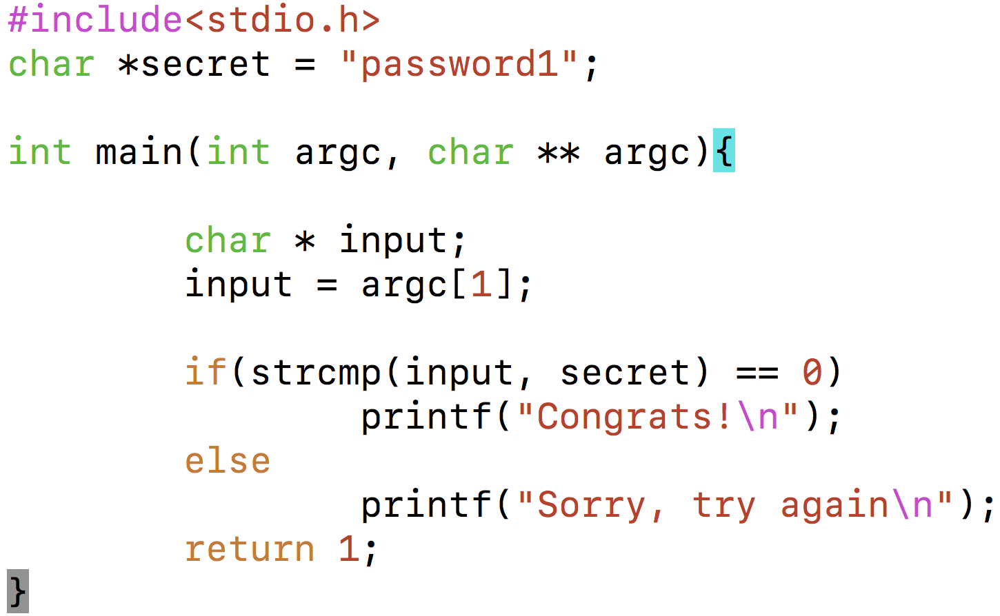 #include<stdio.h>
char *secret = "password1";
int main(int argc, char ** argc){
char * input;
input = argc[1];
if(strcmp(input, secret) == 0)
printf("Congrats!\n");
else
printf("Sorry, try again\n");
return 1;
}